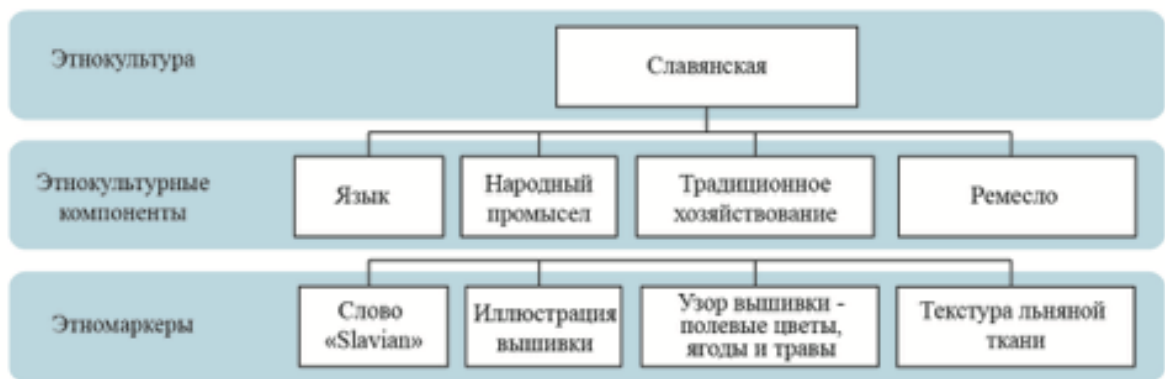 Этнокультура
Славянская
Этнокультурные
компоненты
Язык
Народный
промысел
Традиционное
хозяйствование
Ремесло
Этномаркеры
Слово
«Slavian»
Иллюстрация
вышивки
Узор вышивки -
полевые цветы,
ягоды и травы
Текстура льняной
ткани